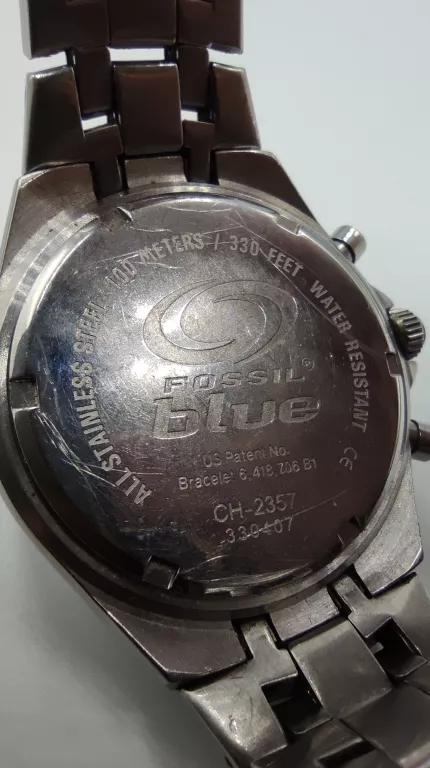 ALL STAINLESS STEEL 100 METERS / 330 FEET WATER RESISTANT CE
FOSSIL®
blue
US Patent No.
Bracelet 6,418,706 B1
CH-2357
330407